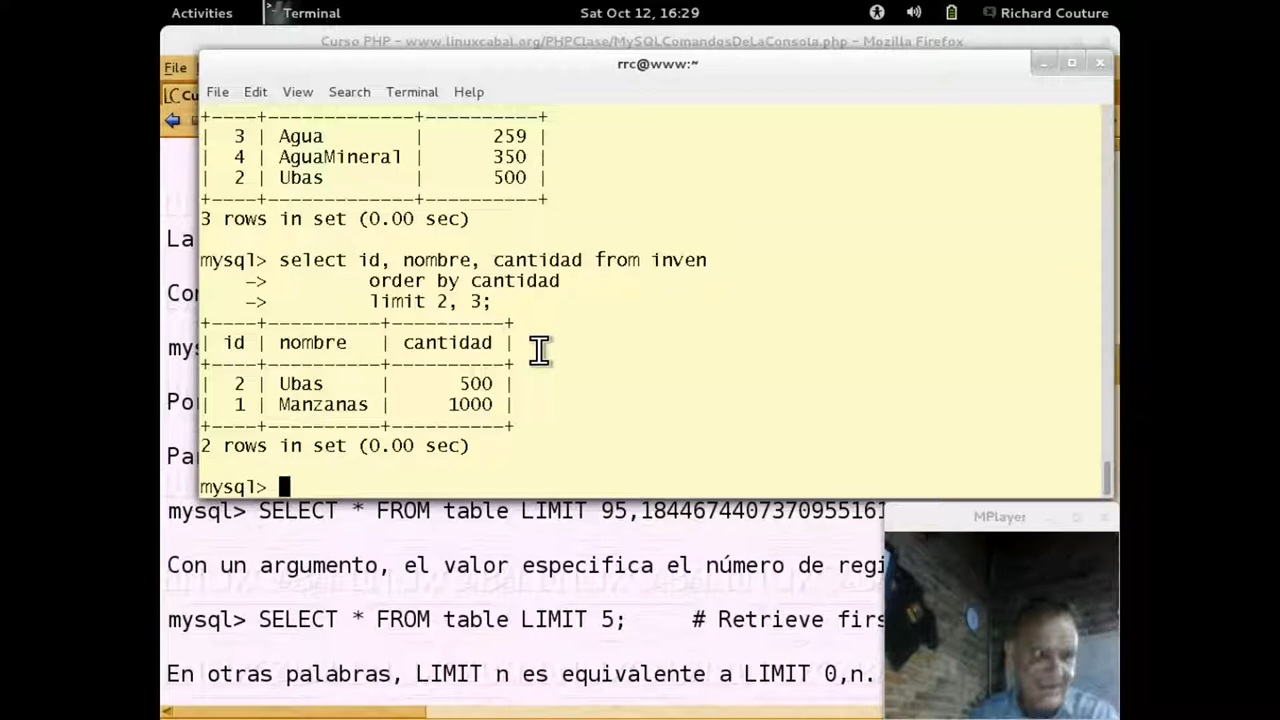 Activities Terminal Sat Oct 12, 16:29 Richard Couture
Curso PHP - www.linuxcabal.org/PHPClase/MySQLComandosDeLaConsola.php - Mozilla Firefox
File
rrc@www:~
File Edit View Search Terminal Help
+----+-------------+----------+
| 3 | Agua | 259 |
| 4 | AguaMineral | 350 |
| 2 | Ubas | 500 |
+----+-------------+----------+
3 rows in set (0.00 sec)
mysql> select id, nombre, cantidad from inven
-> order by cantidad
-> limit 2, 3;
+----+----------+----------+
| id | nombre | cantidad |
+----+----------+----------+
| 2 | Ubas | 500 |
| 1 | Manzanas | 1000 |
+----+----------+----------+
2 rows in set (0.00 sec)
mysql>
La
mysql> SELECT * FROM table LIMIT 95,1844674407370955161
MPlayer
Con un argumento, el valor especifica el número de regi
mysql> SELECT * FROM table LIMIT 5; # Retrieve firs
En otras palabras, LIMIT n es equivalente a LIMIT 0,n.